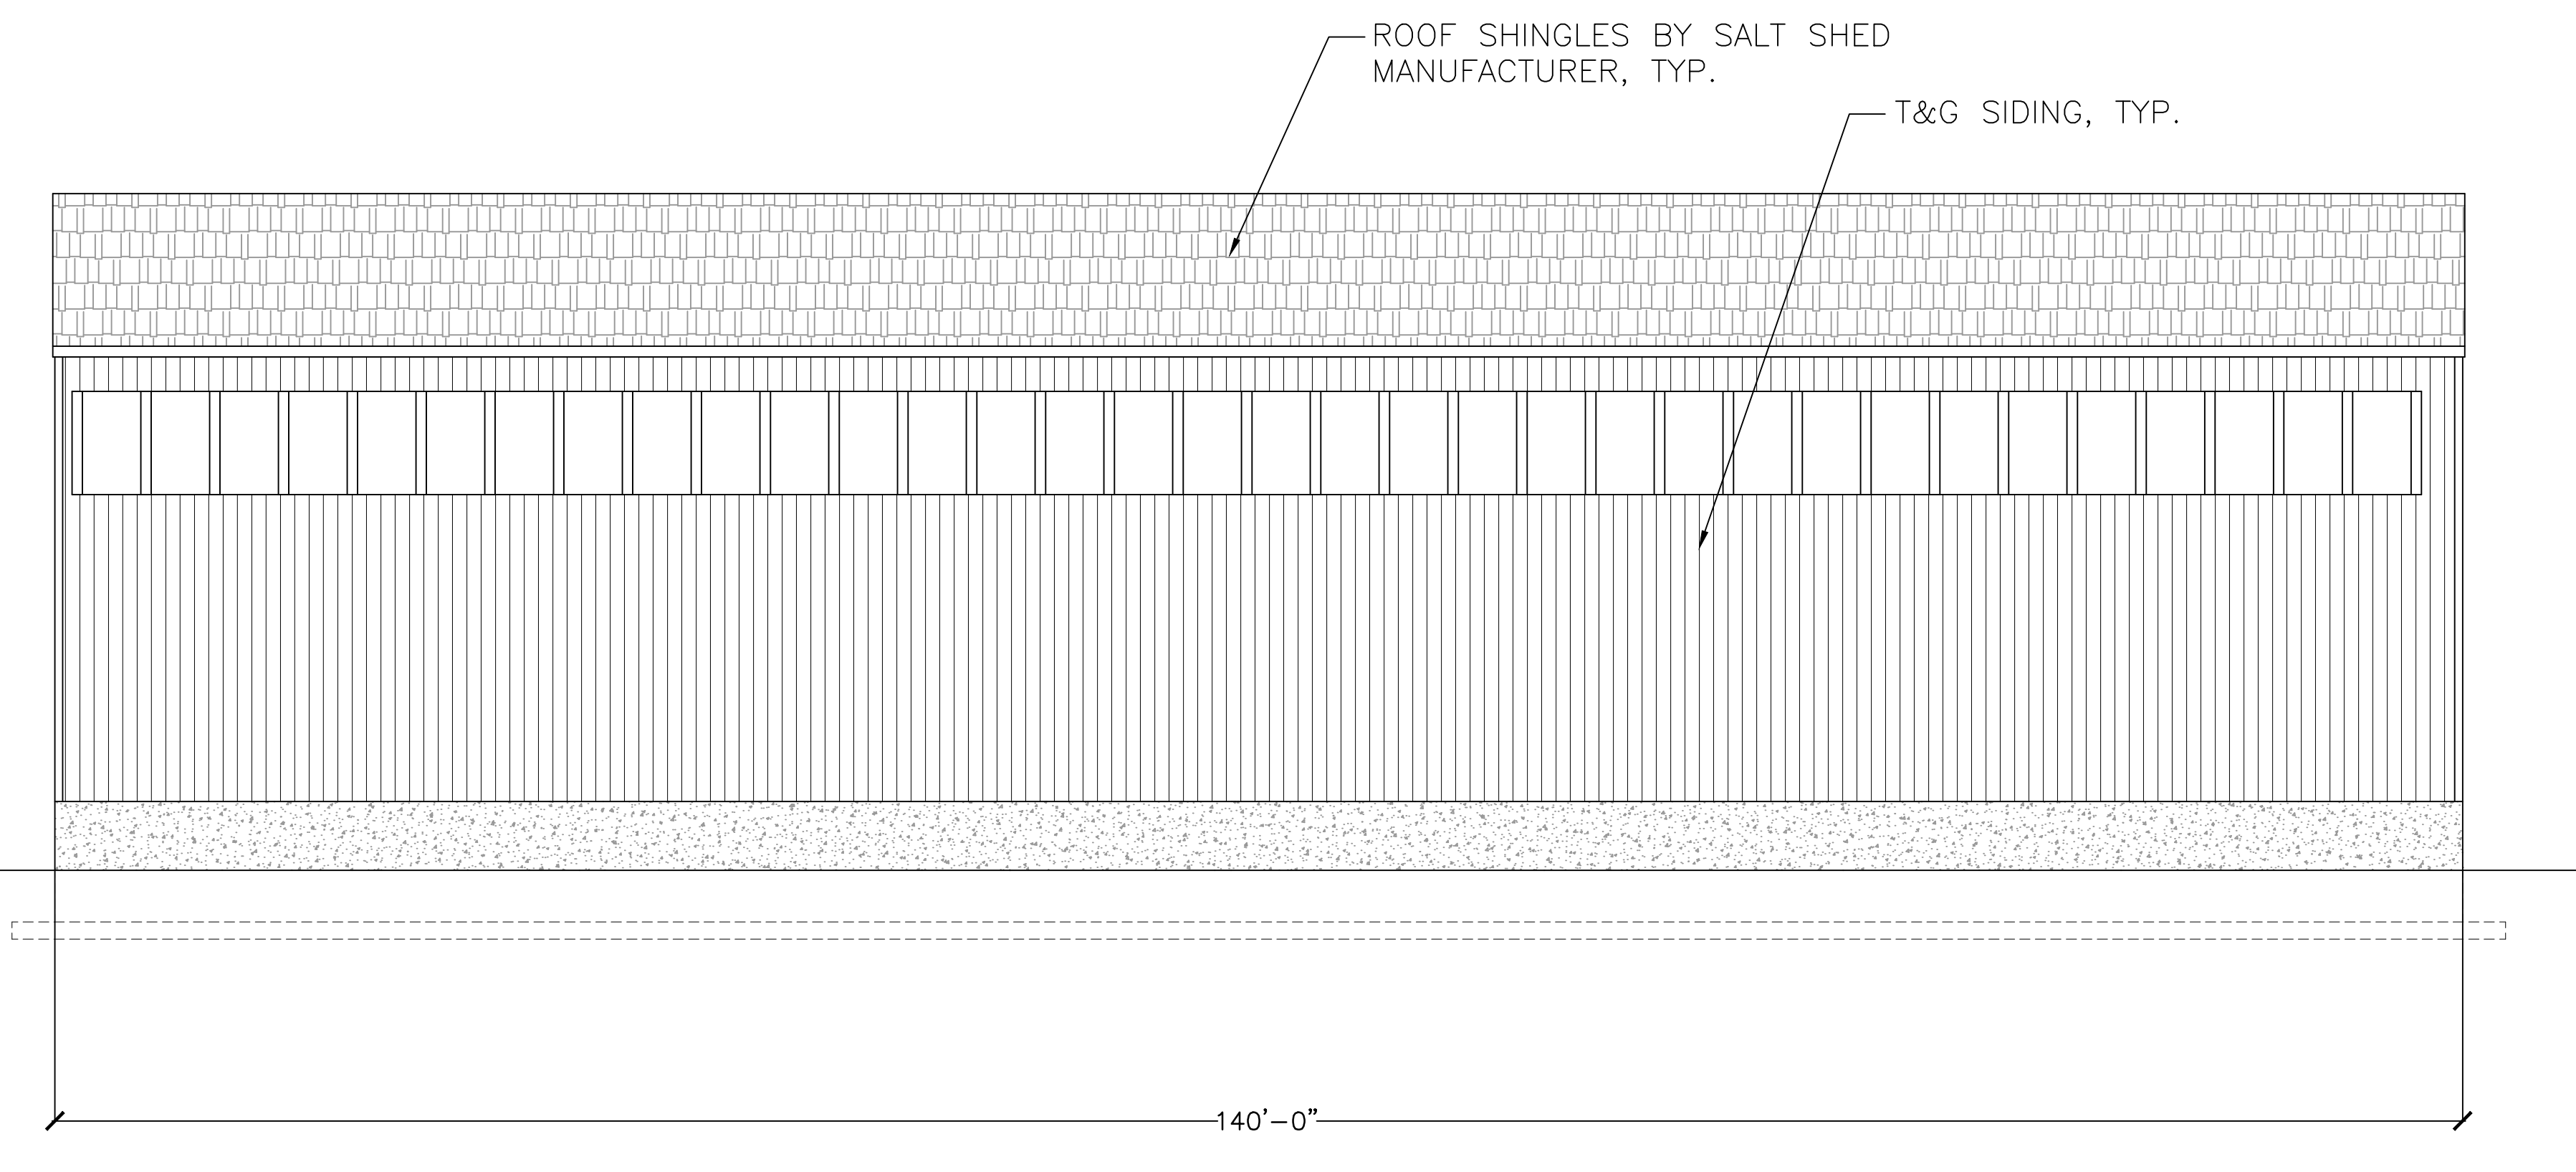 ROOF SHINGLES BY SALT SHED
MANUFACTURER, TYP.
T&G SIDING, TYP.
140'-0"